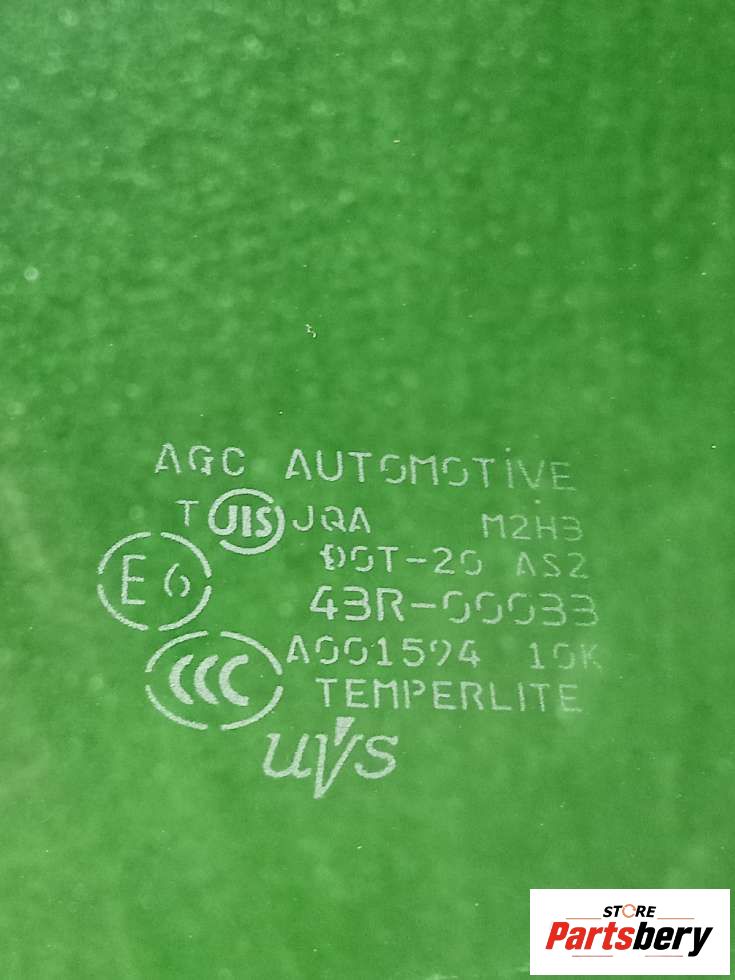 AGC AUTOMOTIVE
T JIS JQA M2H3
DOT-20 AS2
E6
43R-00033
CCC
A001594 10K
TEMPERLITE
UVS
STORE
Partsbery